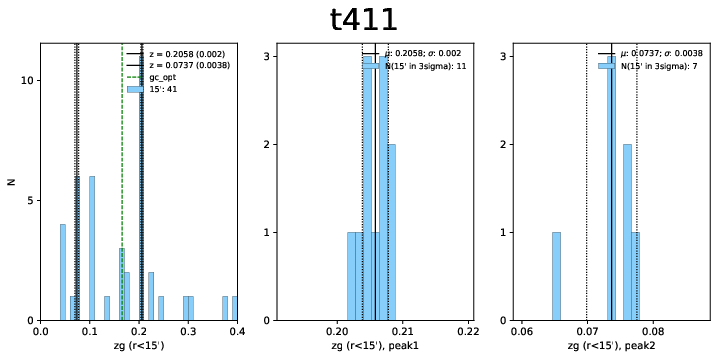 t411
z = 0.2058 (0.002)
z = 0.0737 (0.0038)
gc_opt
15': 41
N
10
5
0
0.0 0.1 0.2 0.3 0.4
zg (r<15')
μ: 0.2058; σ: 0.002
N(15' in 3sigma): 11
3
2
1
0
0.20 0.21 0.22
zg (r<15'), peak1
μ: 0.0737; σ: 0.0038
N(15' in 3sigma): 7
3
2
1
0
0.06 0.07 0.08
zg (r<15'), peak2